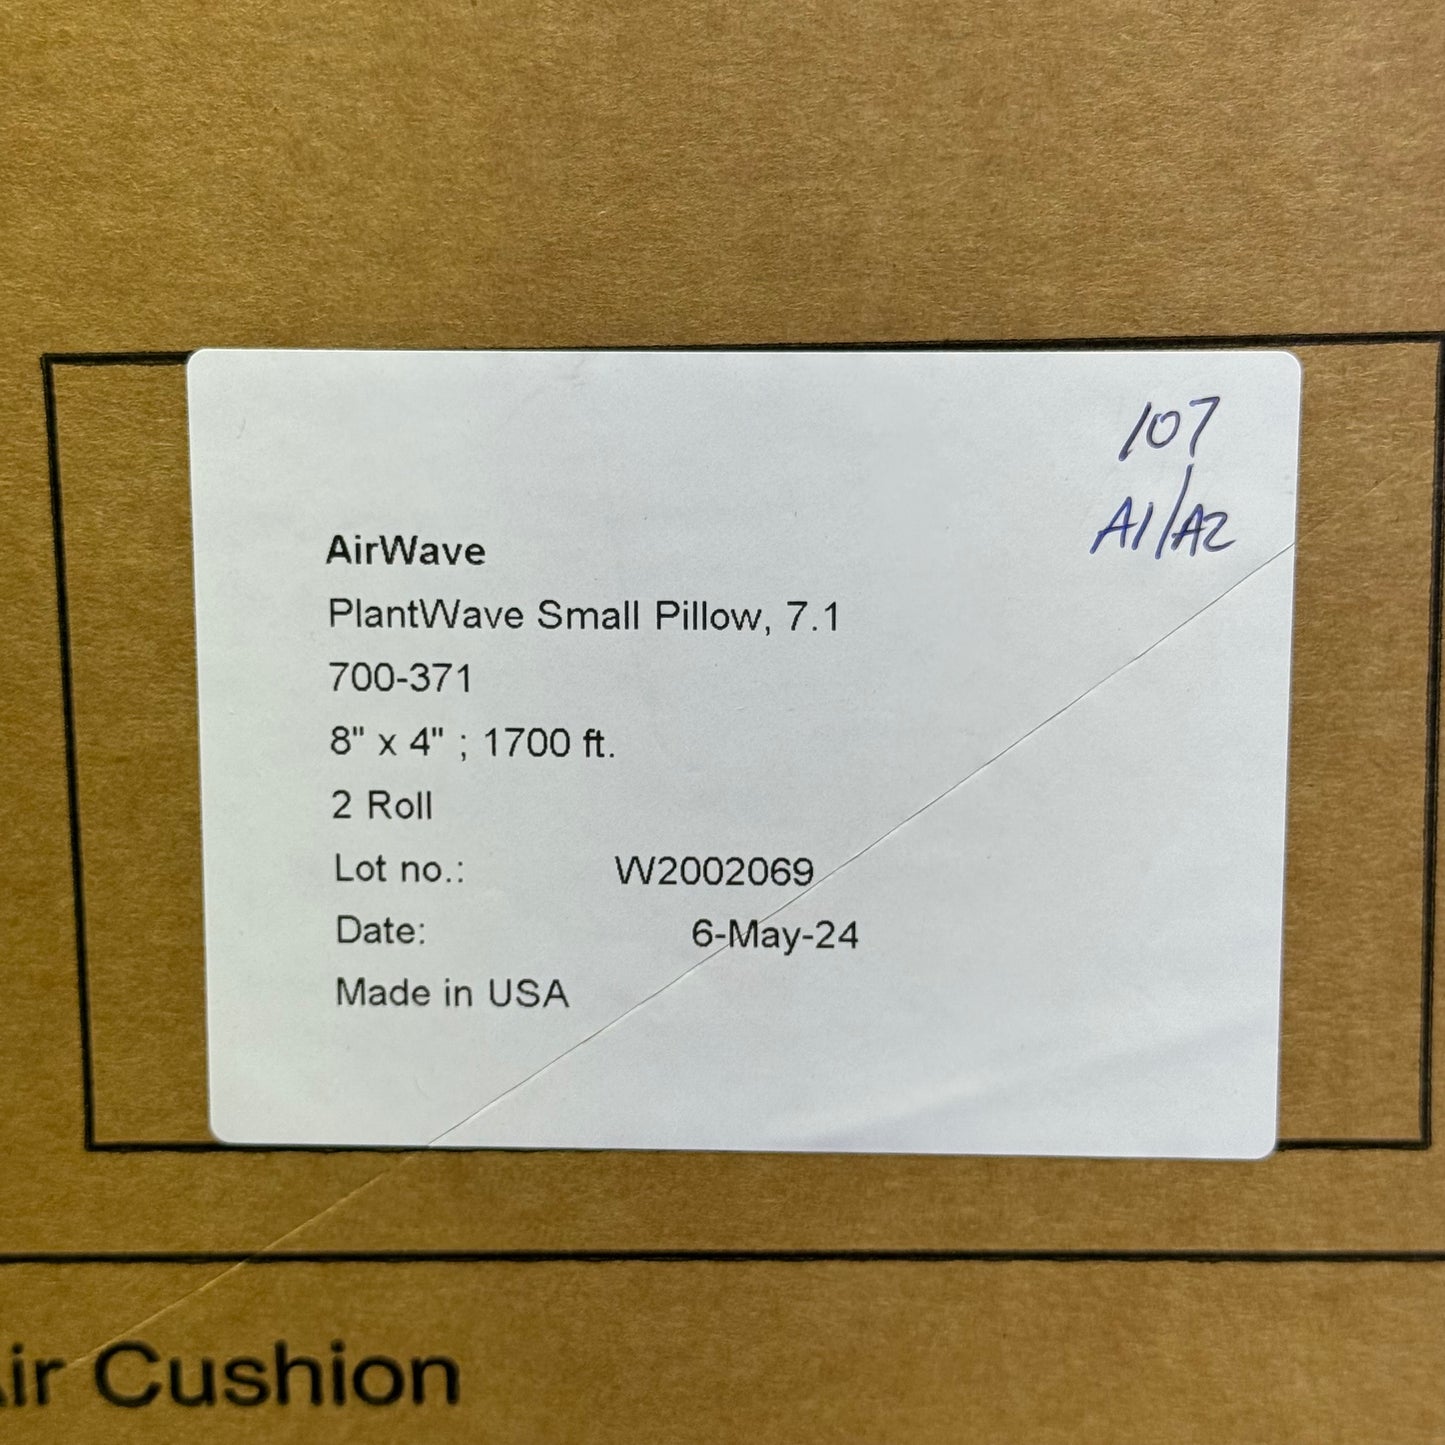 107
A1/A2
AirWave
PlantWave Small Pillow, 7.1
700-371
8" x 4" ; 1700 ft.
2 Roll
Lot no.: W2002069
Date: 6-May-24
Made in USA
Air Cushion